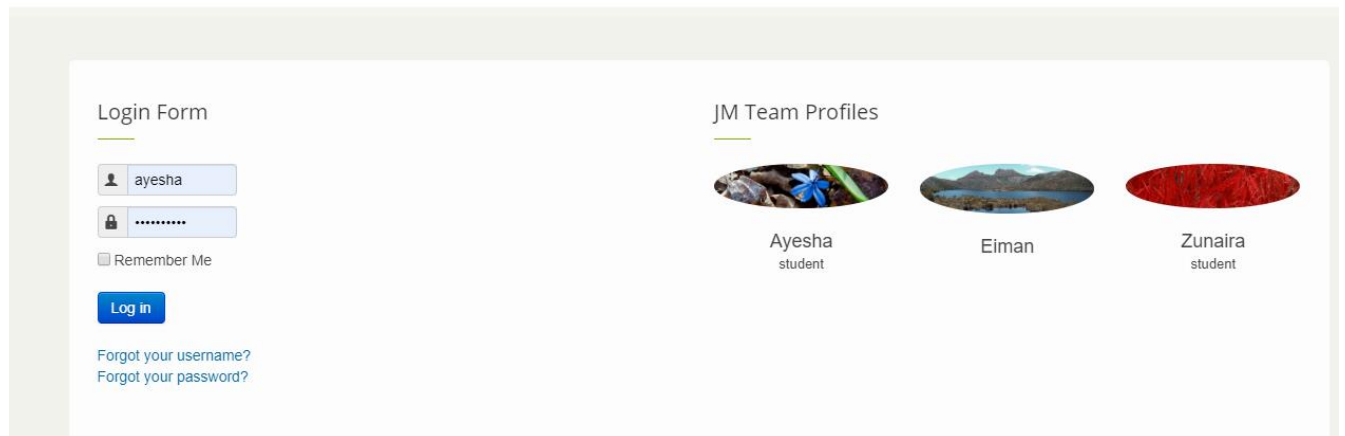 Login Form
ayesha
••••••••••
Remember Me
Log in
Forgot your username?
Forgot your password?
JM Team Profiles
Ayesha
student
Eiman
Zunaira
student